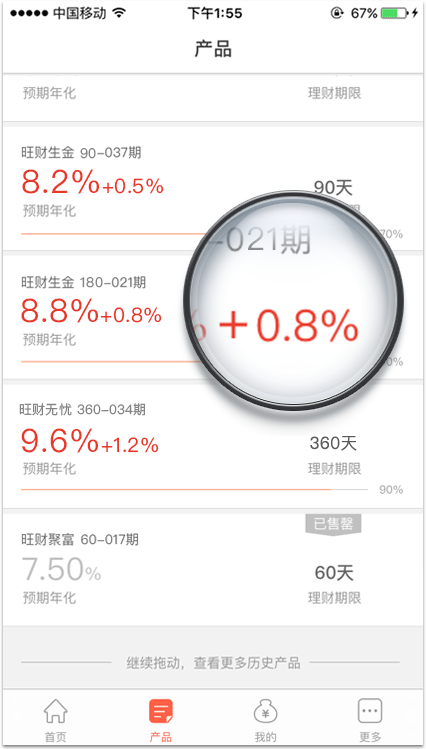 中国移动 下午1:55 67%
产品
预期年化 理财期限
旺财生金 90-037期
8.2%+0.5% 90天
预期年化
70%
-021期
旺财生金 180-021期
8.8%+0.8%
% +0.8%
预期年化
旺财无忧 360-034期
9.6%+1.2% 360天
预期年化 理财期限
90%
已售罄
旺财聚富 60-017期
7.50% 60天
预期年化 理财期限
继续拖动，查看更多历史产品
首页 产品 我的 更多